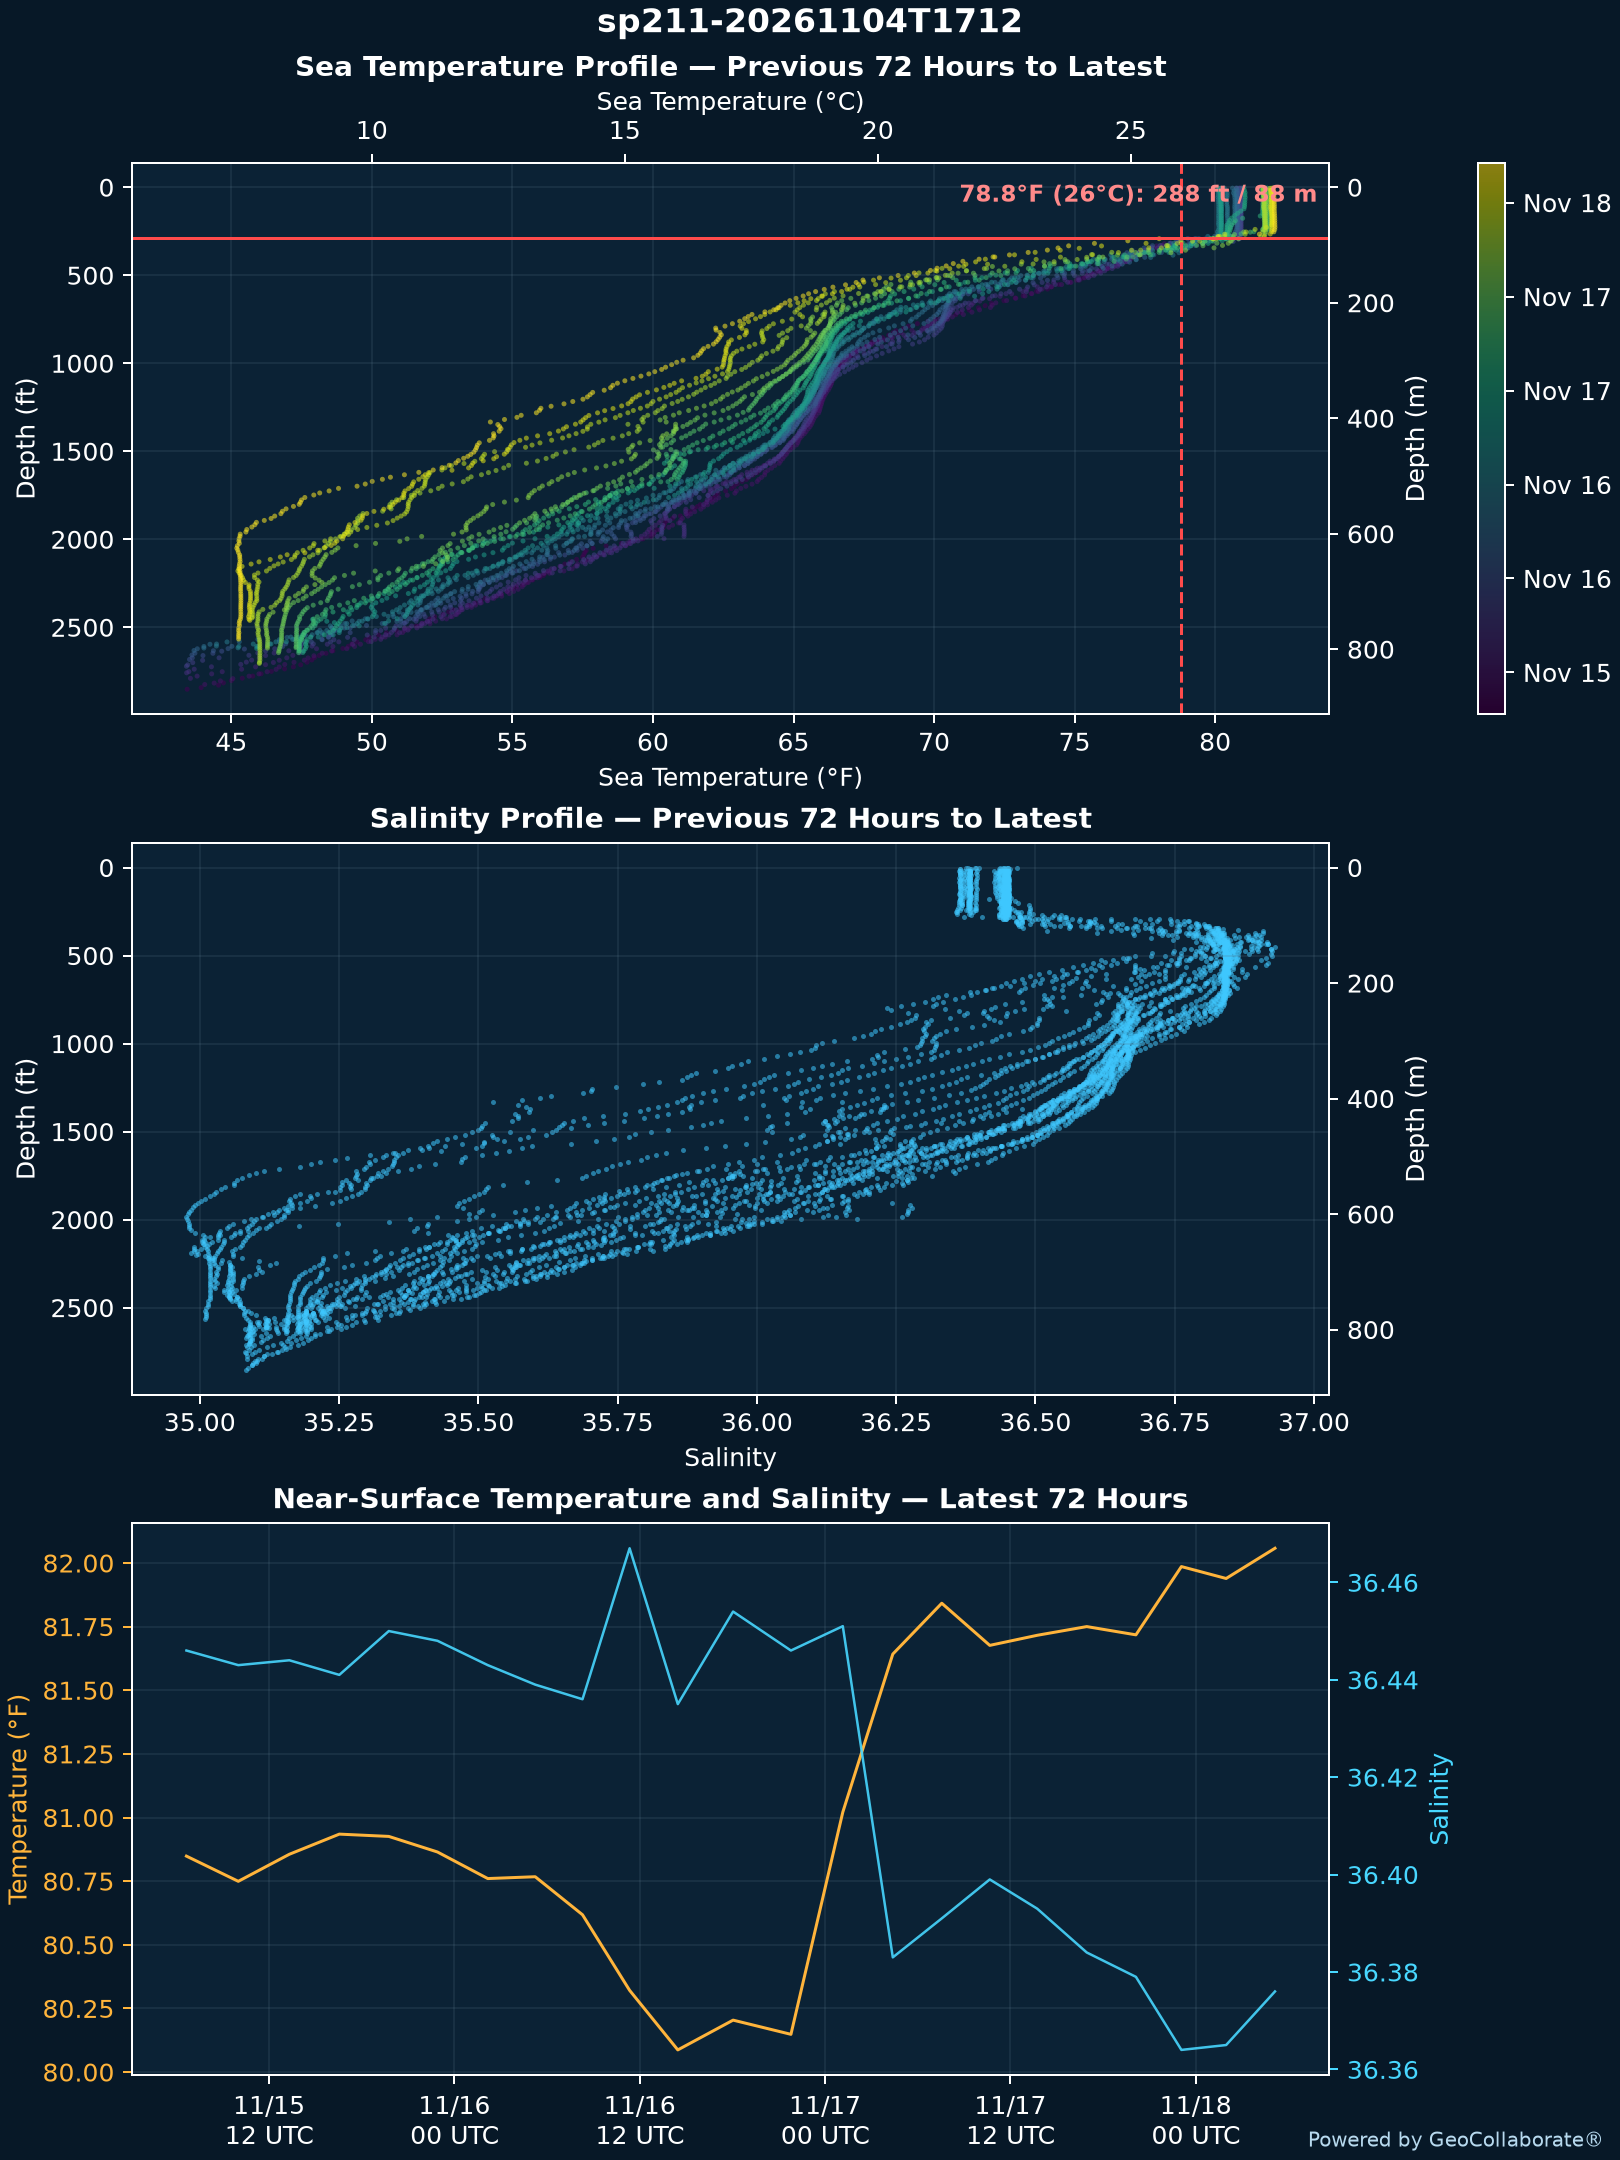 sp211-20261104T1712
Sea Temperature Profile — Previous 72 Hours to Latest
Sea Temperature (°C)
10 15 20 25
78.8°F (26°C): 288 ft / 88 m
Depth (ft)
0
500
1000
1500
2000
2500
Depth (m)
0
200
400
600
800
Nov 18
Nov 17
Nov 17
Nov 16
Nov 16
Nov 15
45 50 55 60 65 70 75 80
Sea Temperature (°F)
Salinity Profile — Previous 72 Hours to Latest
Depth (ft)
0
500
1000
1500
2000
2500
Depth (m)
0
200
400
600
800
35.00 35.25 35.50 35.75 36.00 36.25 36.50 36.75 37.00
Salinity
Near-Surface Temperature and Salinity — Latest 72 Hours
Temperature (°F)
82.00
81.75
81.50
81.25
81.00
80.75
80.50
80.25
80.00
Salinity
36.46
36.44
36.42
36.40
36.38
36.36
11/15 11/16 11/16 11/17 11/17 11/18
12 UTC 00 UTC 12 UTC 00 UTC 12 UTC 00 UTC
Powered by GeoCollaborate®